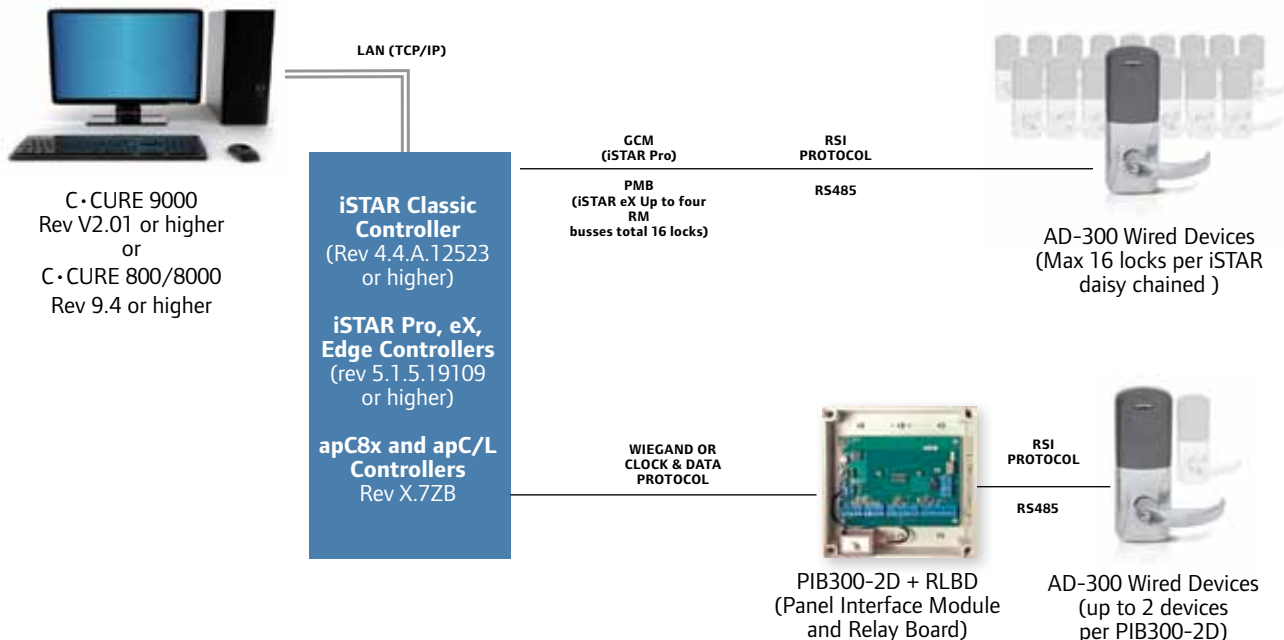 LAN (TCP/IP)
C•CURE 9000
Rev V2.01 or higher
or
C•CURE 800/8000
Rev 9.4 or higher
iSTAR Classic
Controller
(Rev 4.4.A.12523
or higher)
iSTAR Pro, eX,
Edge Controllers
(rev 5.1.5.19109
or higher)
apC8x and apC/L
Controllers
Rev X.7ZB
GCM
(iSTAR Pro)
PMB
(iSTAR eX Up to four
RM
busses total 16 locks)
RSI
PROTOCOL
RS485
AD-300 Wired Devices
(Max 16 locks per iSTAR
daisy chained )
WIEGAND OR
CLOCK & DATA
PROTOCOL
PIB300-2D + RLBD
(Panel Interface Module
and Relay Board)
RSI
PROTOCOL
RS485
AD-300 Wired Devices
(up to 2 devices
per PIB300-2D)